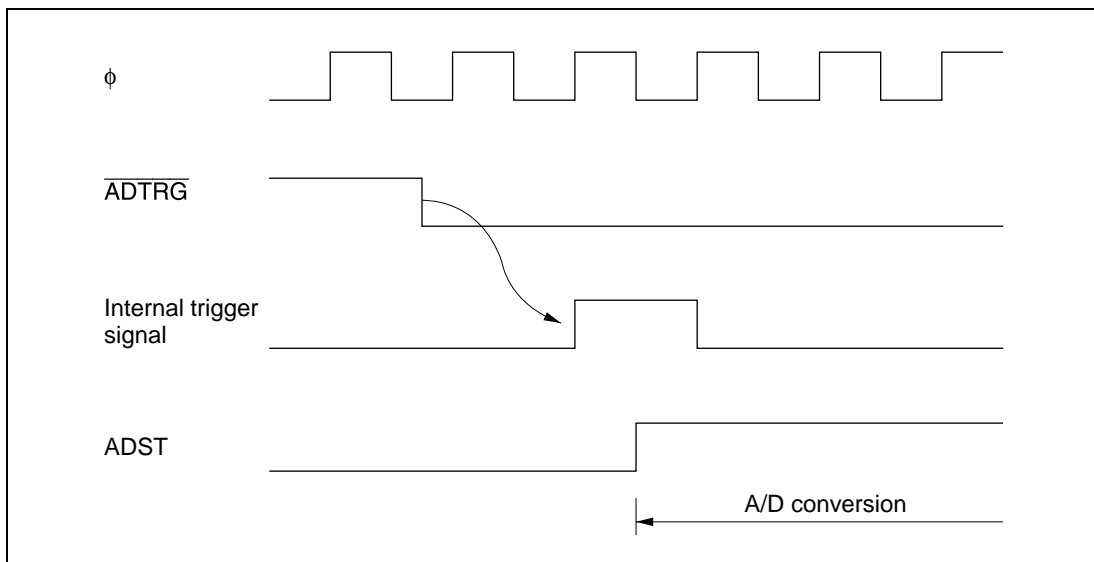 ϕ
ADTRG
Internal trigger
signal
ADST
A/D conversion